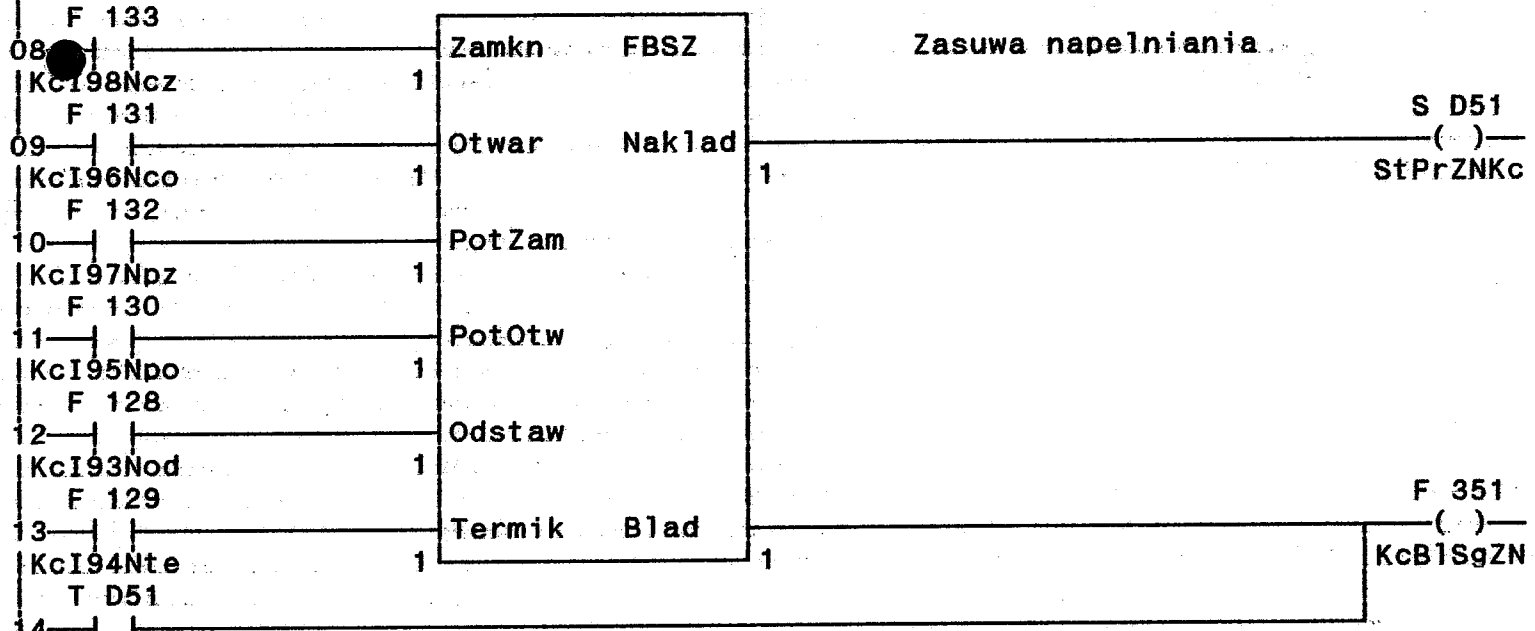 F 133
08 Zamkn FBSZ Zasuwa napelniania
KcI98Ncz 1
F 131 S D51
09 Otwar Naklad ( )
KcI96Nco 1 1 StPrZNKc
F 132
10 PotZam
KcI97Npz 1
F 130
11 PotOtw
KcI95Npo 1
F 128
12 Odstaw
KcI93Nod 1
F 129 F 351
13 Termik Blad ( )
KcI94Nte 1 1 KcBlSgZN
T D51
14